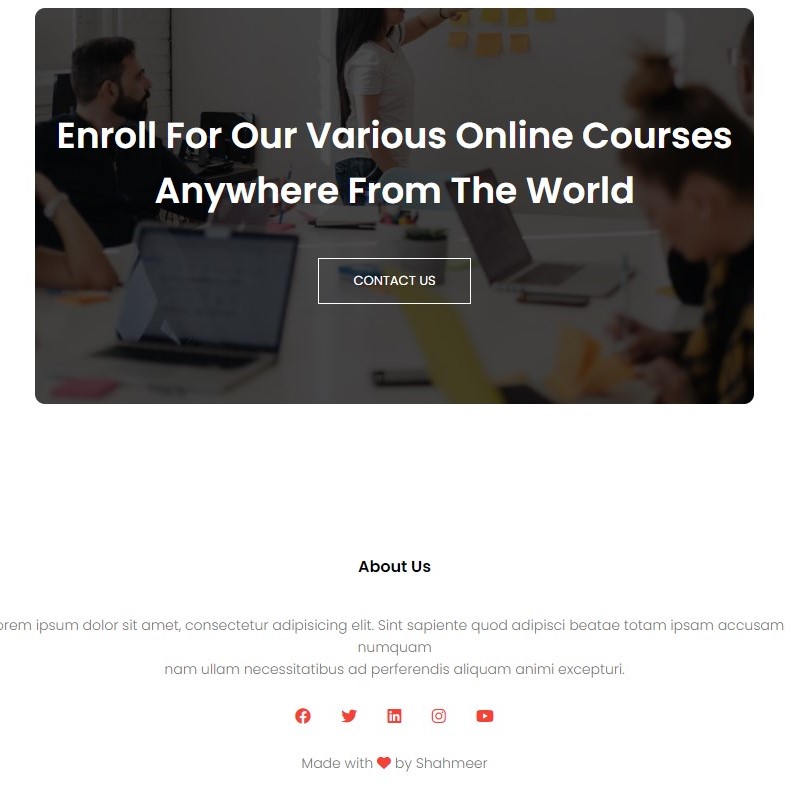 Enroll For Our Various Online Courses
Anywhere From The World
CONTACT US
About Us
orem ipsum dolor sit amet, consectetur adipisicing elit. Sint sapiente quod adipisci beatae totam ipsam accusam
numquam
nam ullam necessitatibus ad perferendis aliquam animi excepturi.
Made with ❤ by Shahmeer